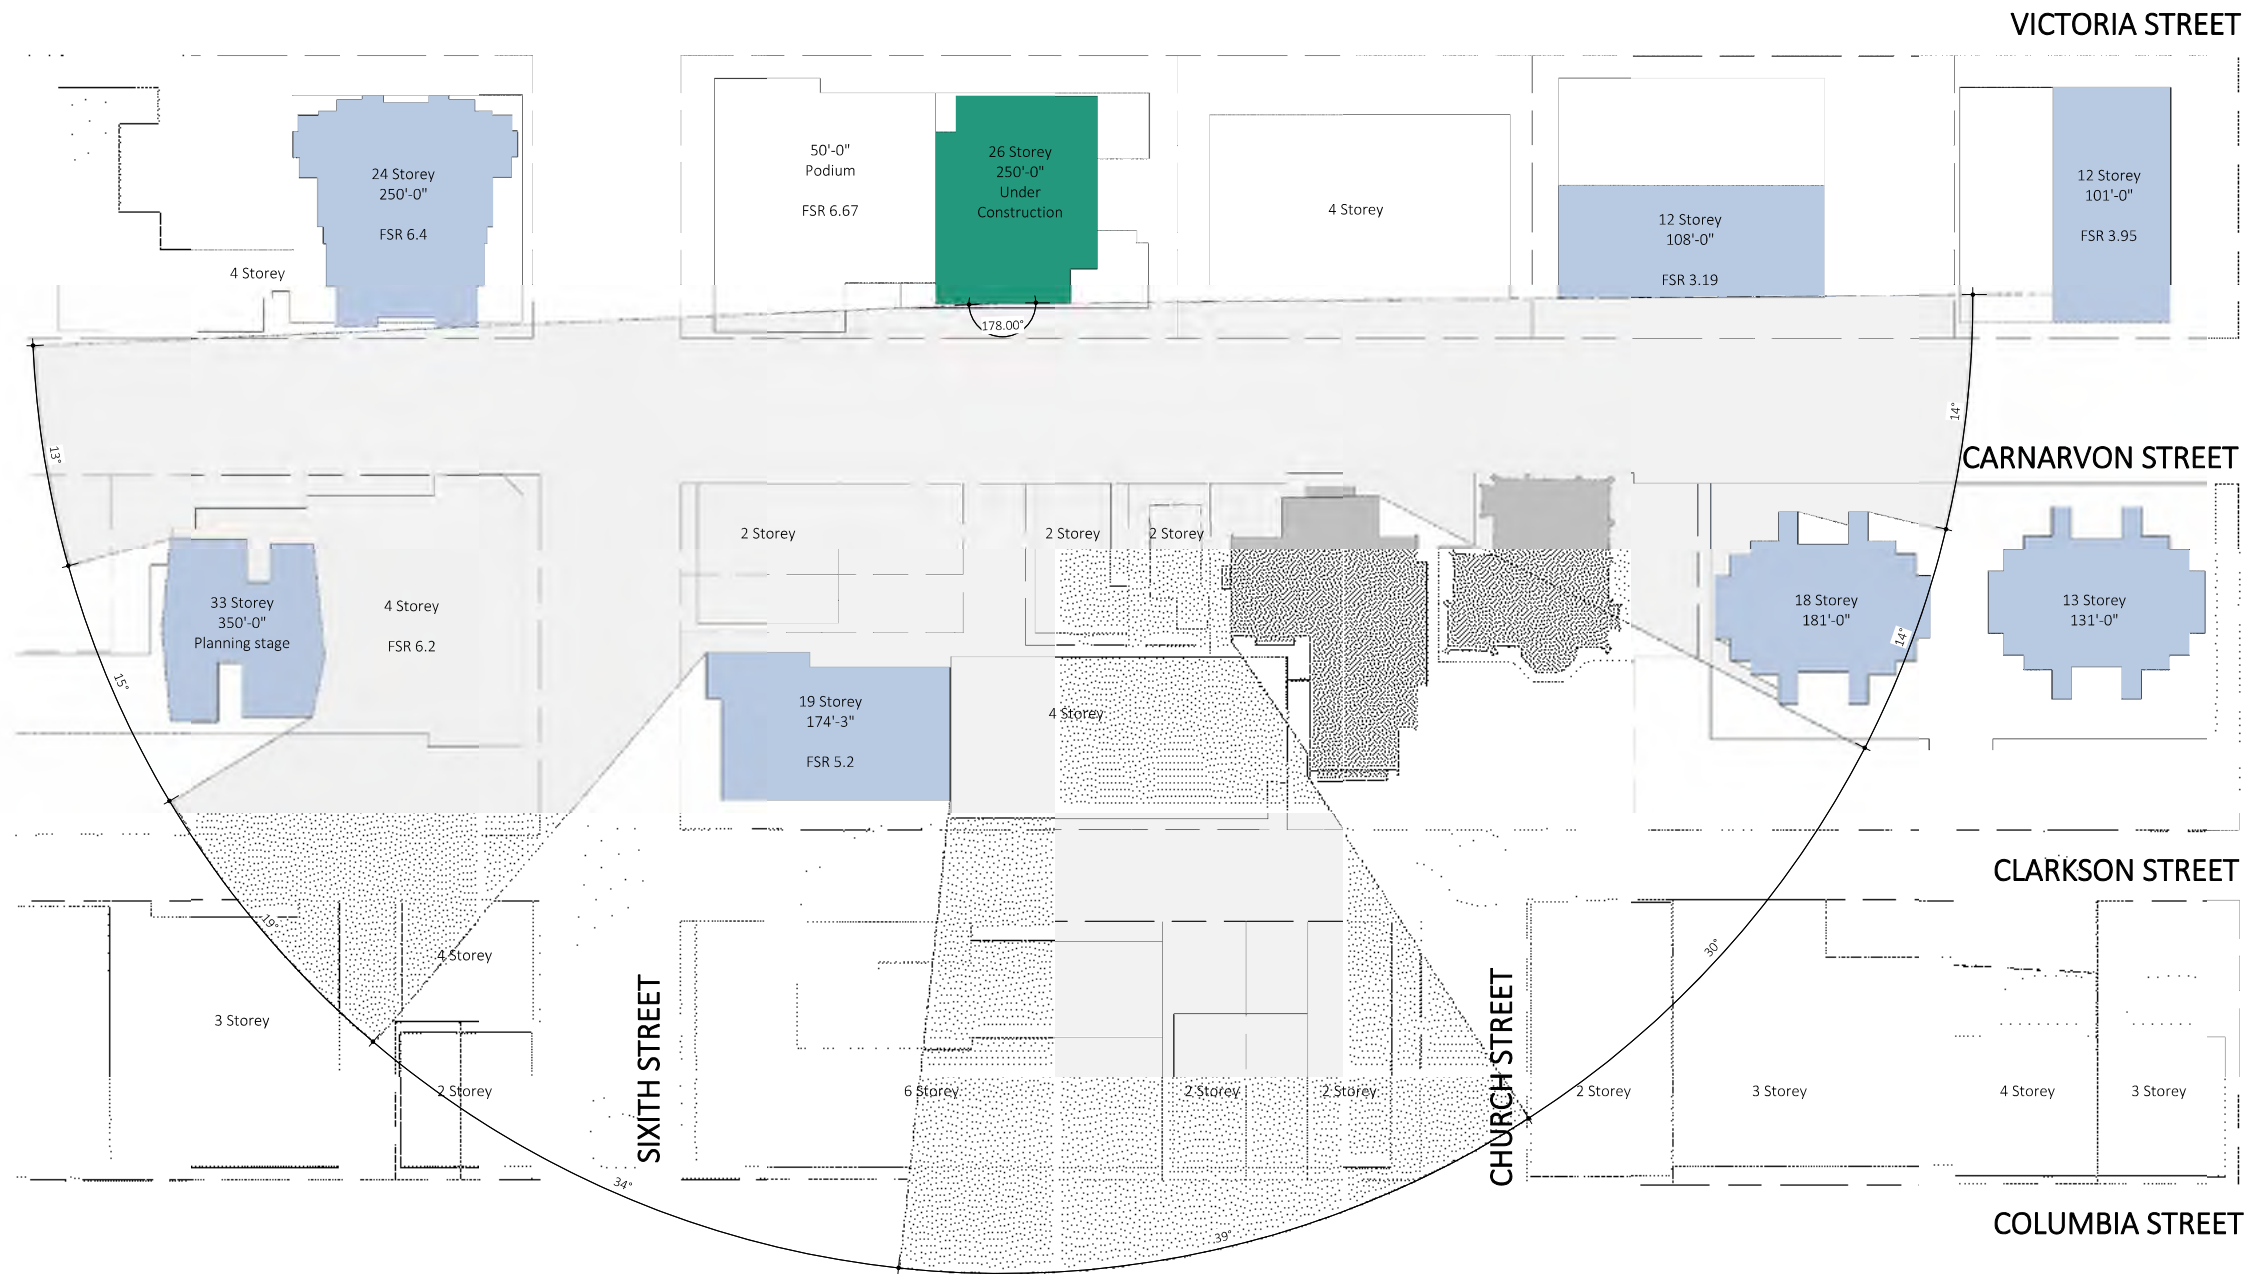 VICTORIA STREET
24 Storey
250'-0"
FSR 6.4
4 Storey
50'-0"
Podium
FSR 6.67
26 Storey
250'-0"
Under
Construction
178.00°
4 Storey
12 Storey
108'-0"
FSR 3.19
12 Storey
101'-0"
FSR 3.95
13°
14°
CARNARVON STREET
2 Storey
2 Storey
2 Storey
33 Storey
350'-0"
Planning stage
4 Storey
FSR 6.2
18 Storey
181'-0"
14°
13 Storey
131'-0"
15°
19 Storey
174'-3"
FSR 5.2
4 Storey
CLARKSON STREET
19°
30°
4 Storey
3 Storey
2 Storey
SIXITH STREET
6 Storey
2 Storey
2 Storey
CHURCH STREET
2 Storey
3 Storey
4 Storey
3 Storey
34°
39°
COLUMBIA STREET